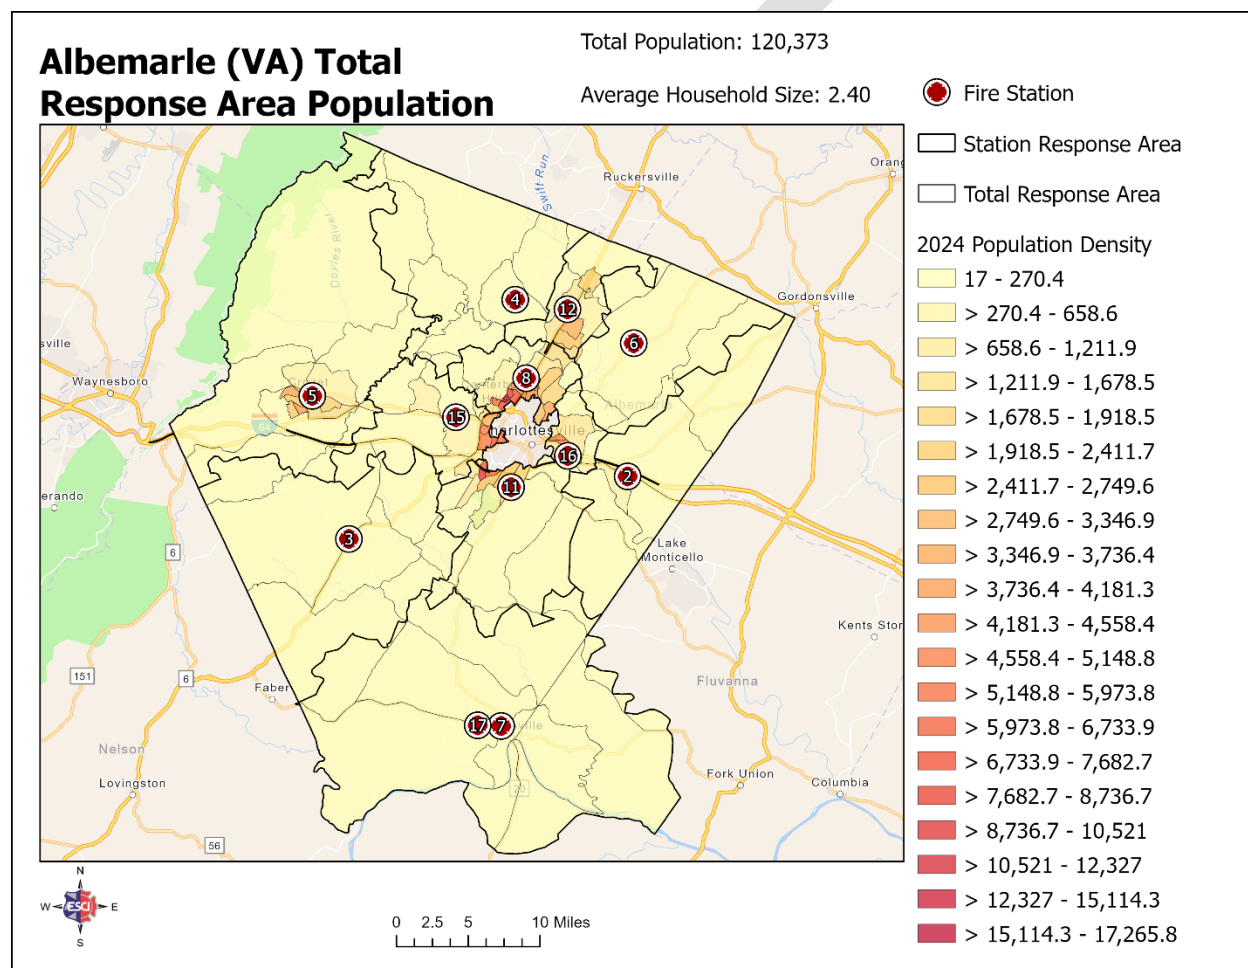 Albemarle (VA) Total
Response Area Population
Total Population: 120,373
Average Household Size: 2.40
Fire Station
Station Response Area
Total Response Area
2024 Population Density
17 - 270.4
> 270.4 - 658.6
> 658.6 - 1,211.9
> 1,211.9 - 1,678.5
> 1,678.5 - 1,918.5
> 1,918.5 - 2,411.7
> 2,411.7 - 2,749.6
> 2,749.6 - 3,346.9
> 3,346.9 - 3,736.4
> 3,736.4 - 4,181.3
> 4,181.3 - 4,558.4
> 4,558.4 - 5,148.8
> 5,148.8 - 5,973.8
> 5,973.8 - 6,733.9
> 6,733.9 - 7,682.7
> 7,682.7 - 8,736.7
> 8,736.7 - 10,521
> 10,521 - 12,327
> 12,327 - 15,114.3
> 15,114.3 - 17,265.8
Swift Run
Ruckersville
Orang
Doyles River
4
12
Gordonsville
sville
6
Waynesboro
8
5
15
64
Charlottesville
16
2
11
erando
3
6
Lake
Monticello
Kents Stor
151
6
Faber
Fluvanna
17
7
Nelson
Lovingston
Fork Union
Columbia
20
56
N
W
ESCI
E
S
0
2.5
5
10 Miles